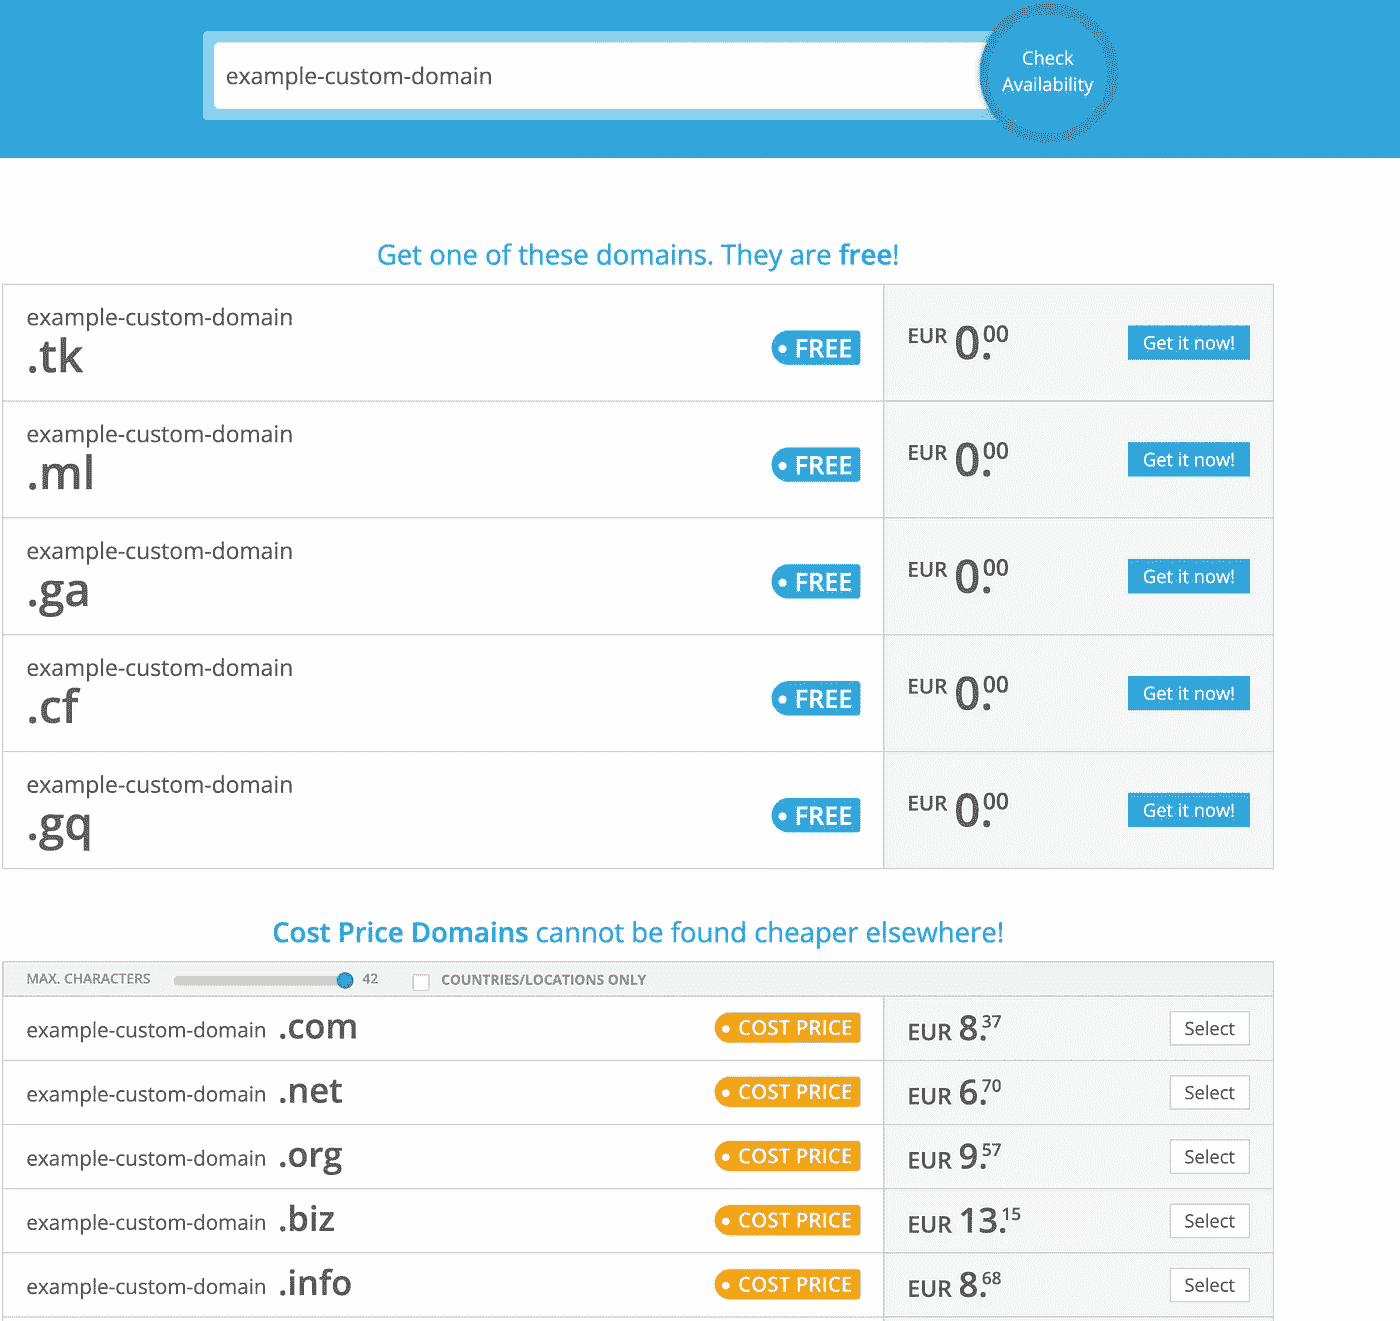 example-custom-domain
Check
Availability
Get one of these domains. They are free!
example-custom-domain
.tk
FREE
EUR 0.00
Get it now!
example-custom-domain
.ml
FREE
EUR 0.00
Get it now!
example-custom-domain
.ga
FREE
EUR 0.00
Get it now!
example-custom-domain
.cf
FREE
EUR 0.00
Get it now!
example-custom-domain
.gq
FREE
EUR 0.00
Get it now!
Cost Price Domains cannot be found cheaper elsewhere!
MAX. CHARACTERS 42 COUNTRIES/LOCATIONS ONLY
example-custom-domain .com COST PRICE EUR 8.37 Select
example-custom-domain .net COST PRICE EUR 6.70 Select
example-custom-domain .org COST PRICE EUR 9.57 Select
example-custom-domain .biz COST PRICE EUR 13.15 Select
example-custom-domain .info COST PRICE EUR 8.68 Select